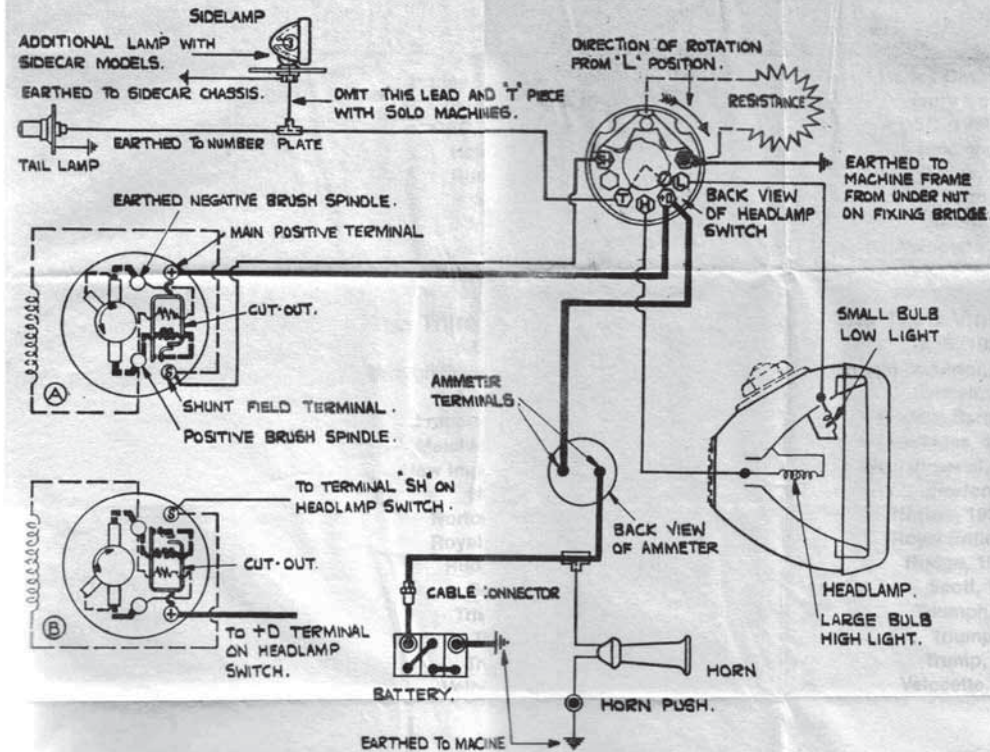 SIDELAMP
ADDITIONAL LAMP WITH
SIDECAR MODELS.
EARTHED TO SIDECAR CHASSIS.
OMIT THIS LEAD AND "T" PIECE
WITH SOLO MACHINES.
EARTHED TO NUMBER PLATE
TAIL LAMP
DIRECTION OF ROTATION
FROM "L" POSITION.
RESISTANCE
T
H
L
+D
EARTHED TO
MACHINE FRAME
FROM UNDER NUT
ON FIXING BRIDGE
BACK VIEW
OF HEADLAMP
SWITCH
EARTHED NEGATIVE BRUSH SPINDLE.
MAIN POSITIVE TERMINAL
+
CUT-OUT.
S
A
SHUNT FIELD TERMINAL.
POSITIVE BRUSH SPINDLE.
SMALL BULB
LOW LIGHT
AMMETER
TERMINALS
BACK VIEW
OF AMMETER
TO TERMINAL "SH" ON
HEADLAMP SWITCH.
S
CUT-OUT.
B
+
TO +D TERMINAL
ON HEADLAMP
SWITCH.
CABLE CONNECTOR
BATTERY.
HORN
HORN PUSH.
EARTHED TO MACINE
HEADLAMP.
LARGE BULB
HIGH LIGHT.